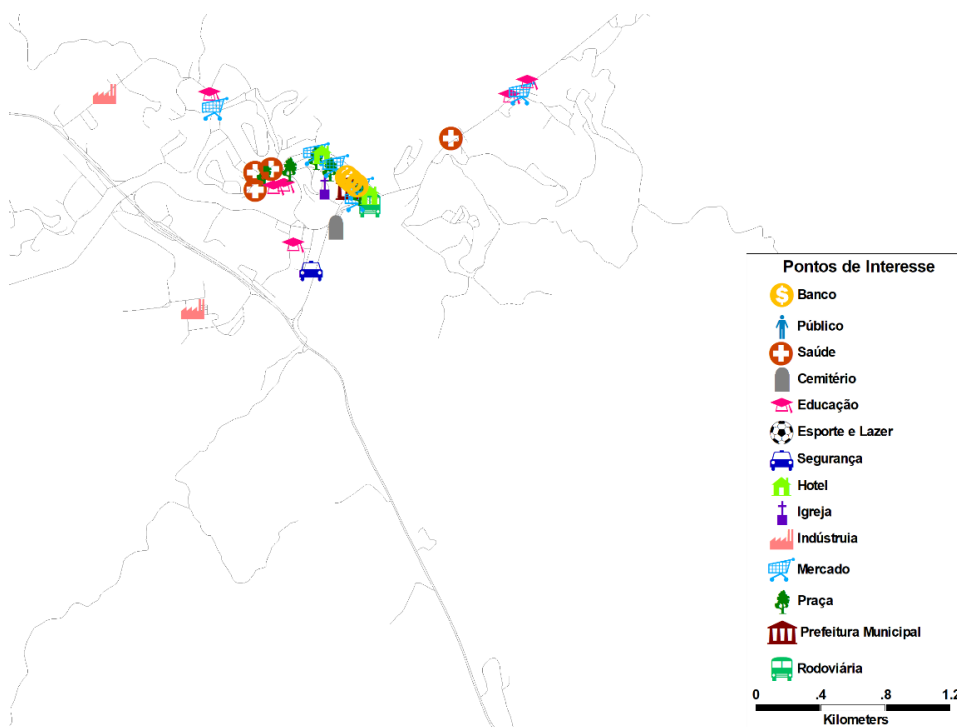 Pontos de Interesse
Banco
Público
Saúde
Cemitério
Educação
Esporte e Lazer
Segurança
Hotel
Igreja
Indústruia
Mercado
Praça
Prefeitura Municipal
Rodoviária
0 .4 .8 1.2
Kilometers